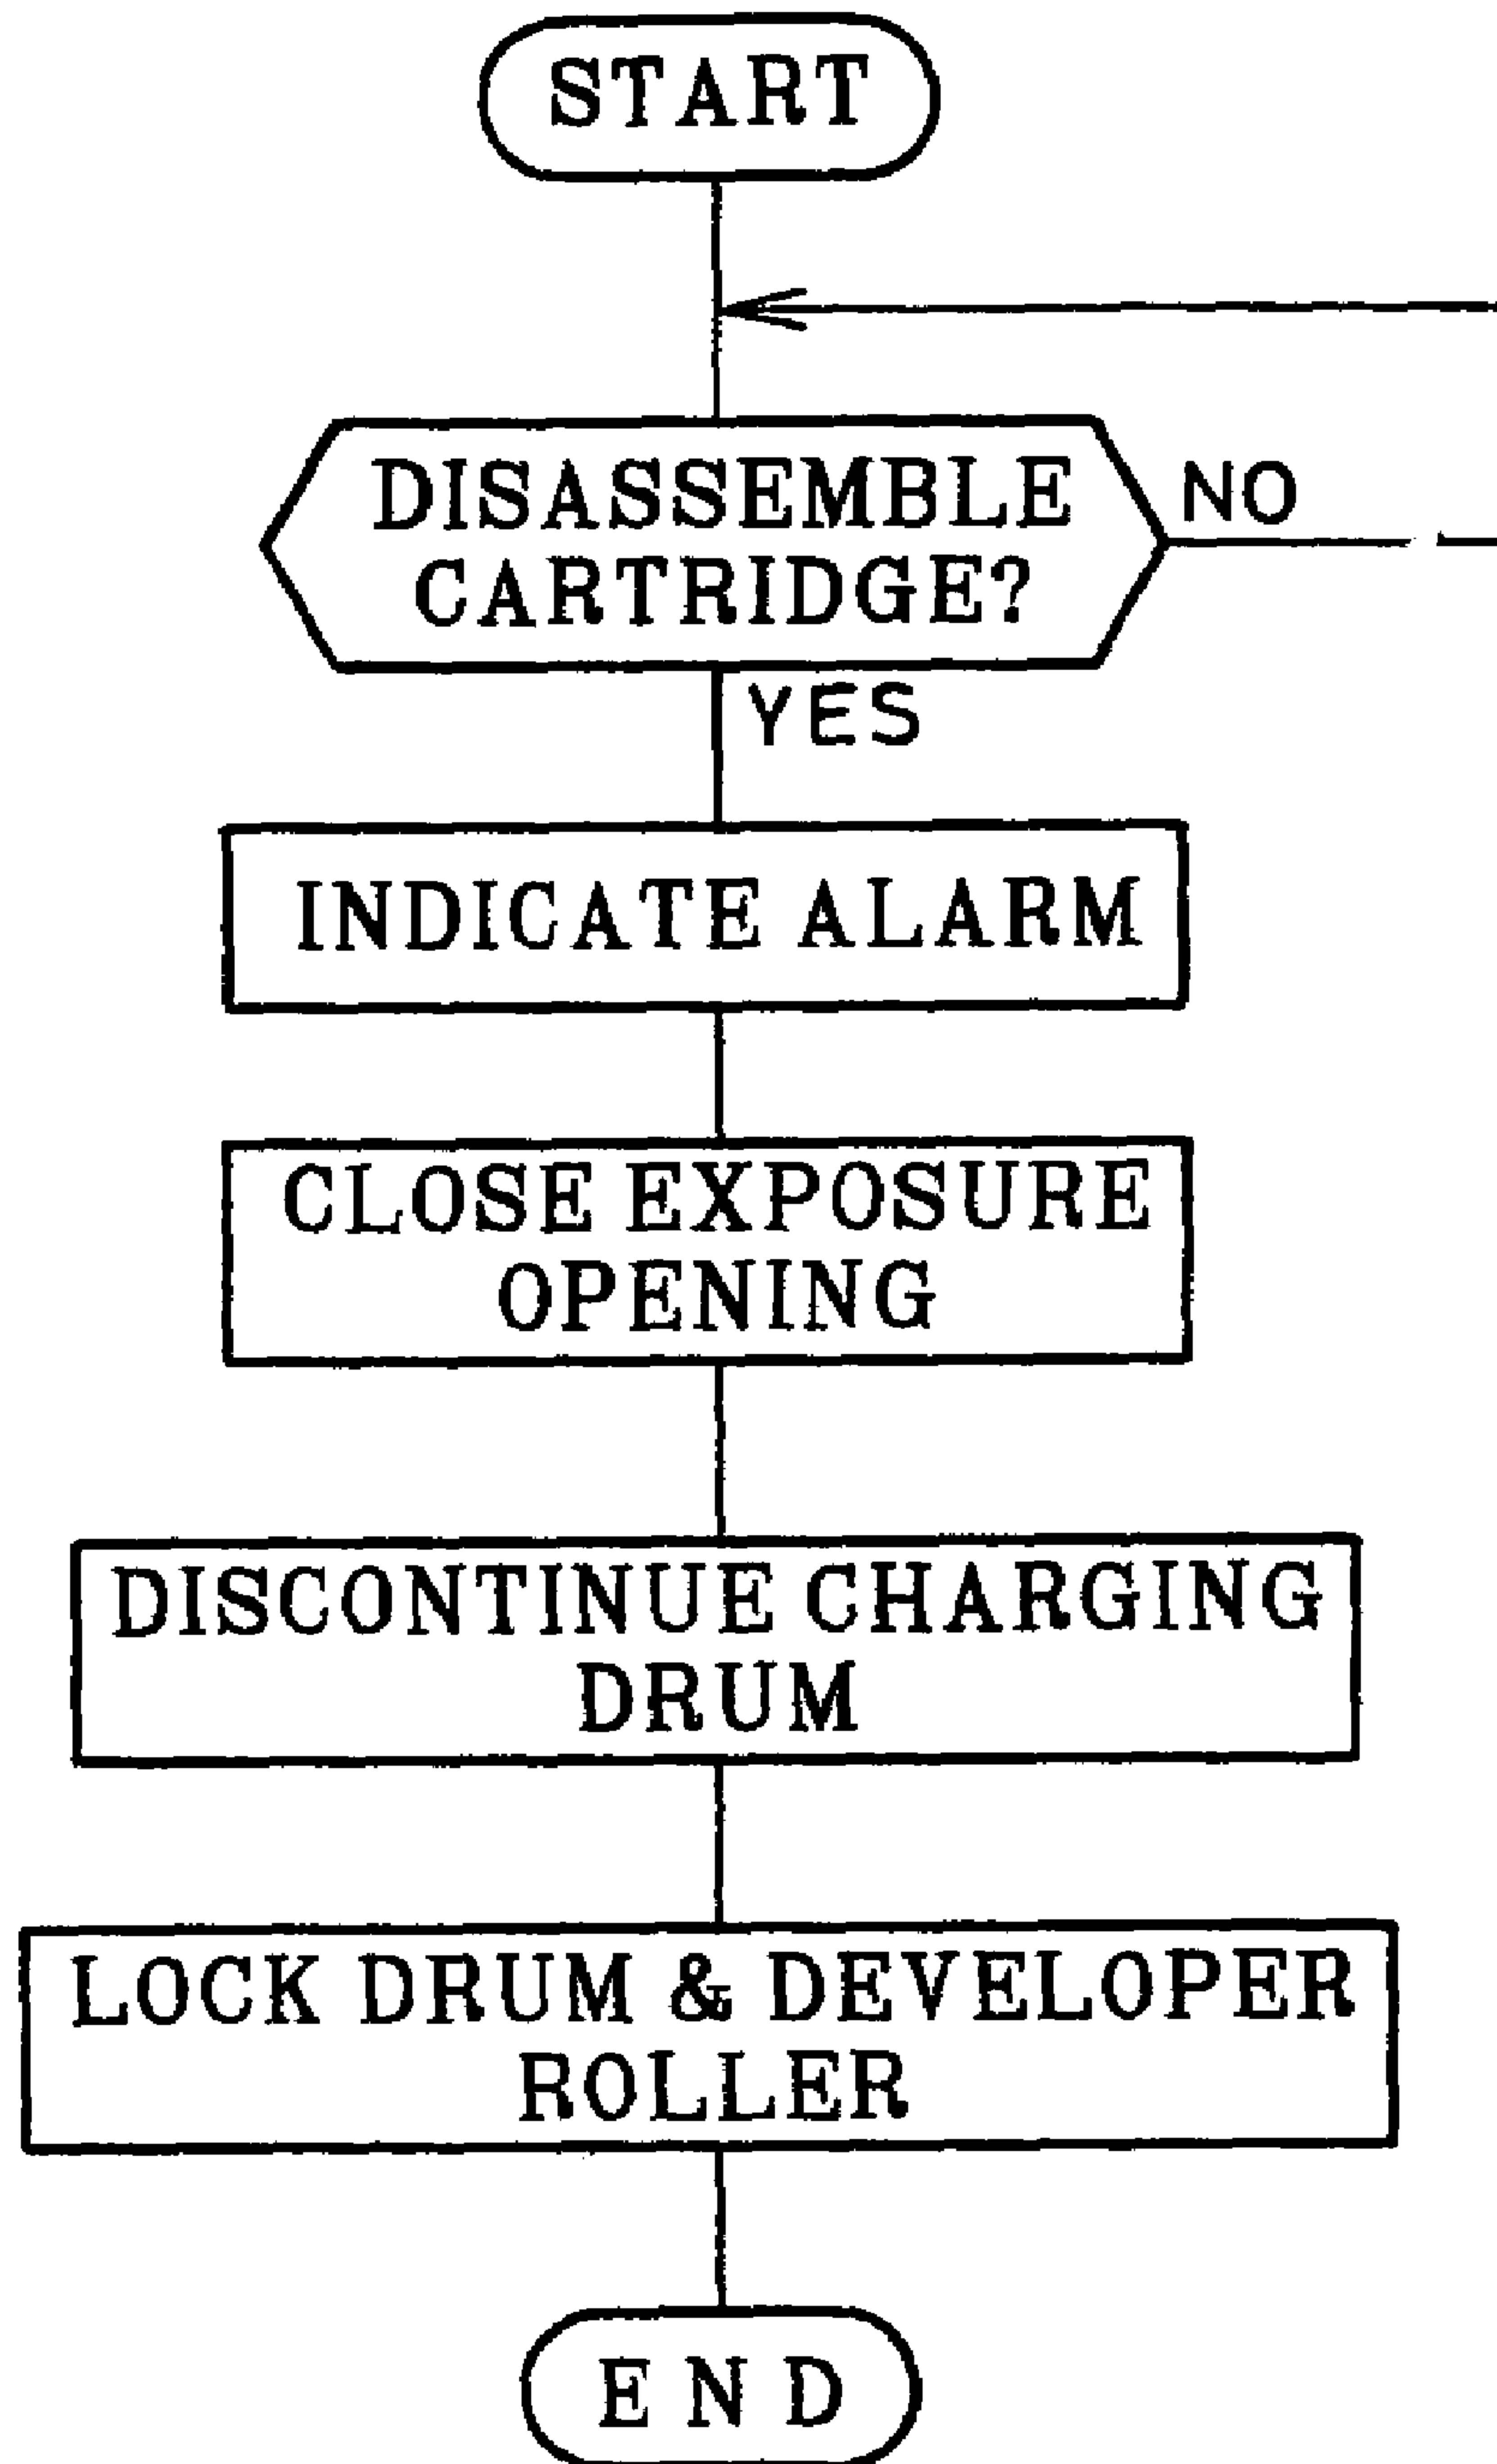 START
DISASSEMBLE
CARTRIDGE?
NO
YES
INDICATE ALARM
CLOSE EXPOSURE
OPENING
DISCONTINUE CHARGING
DRUM
LOCK DRUM & DEVELOPER
ROLLER
END